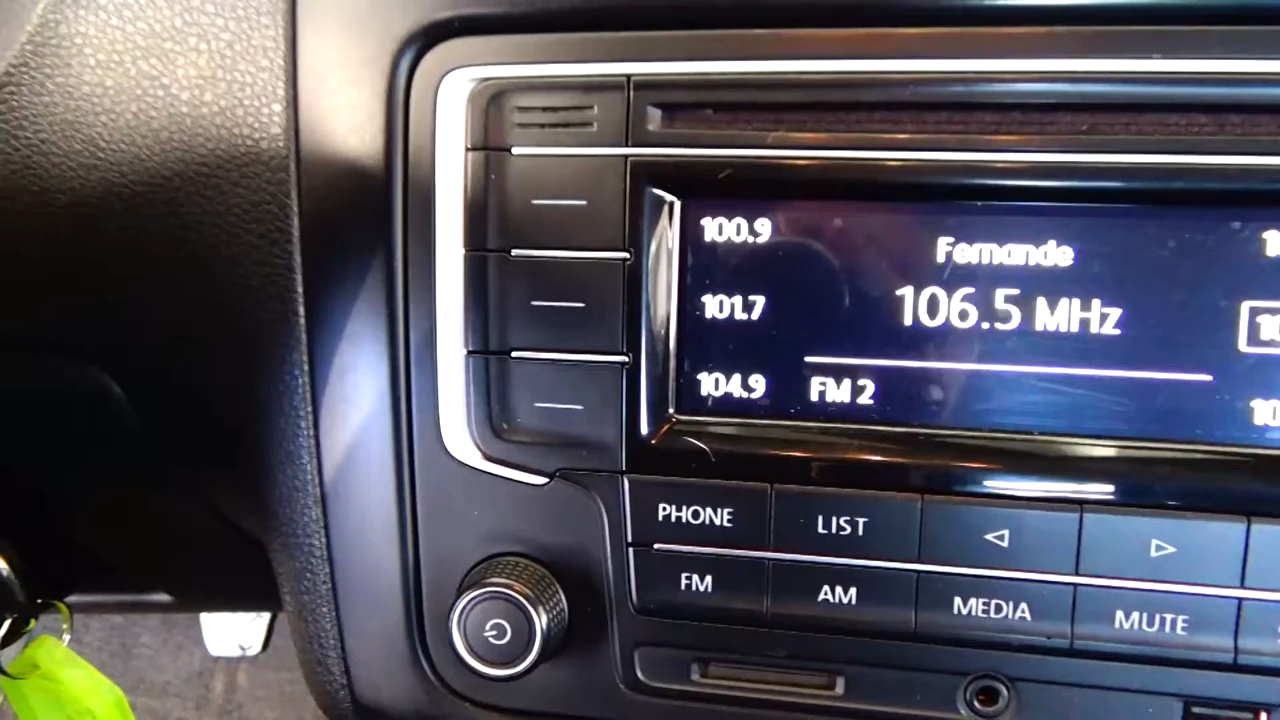 100.9
Fernande
101.7
106.5 MHz
104.9
FM 2
PHONE
LIST
FM
AM
MEDIA
MUTE